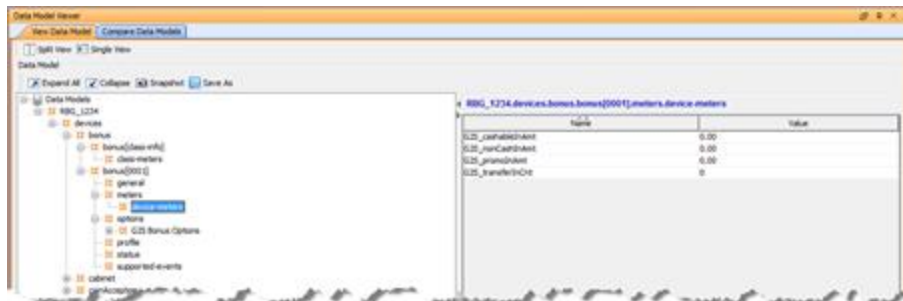 Data Model Viewer
View Data Model Compare Data Models
Split View Single View
Data Model
Expand All Collapse Snapshot Save As
Data Models
RBG_1234
devices
bonus
bonus[class-info]
class-meters
bonus[0001]
general
meters
device-meters
options
G2S Bonus Options
profile
status
supported-events
cabinet
RBG_1234.devices.bonus.bonus[0001].meters.device-meters
Name Value
G2S_cashableInAmt 0.00
G2S_nonCashInAmt 0.00
G2S_promoInAmt 0.00
G2S_transferInCnt 0